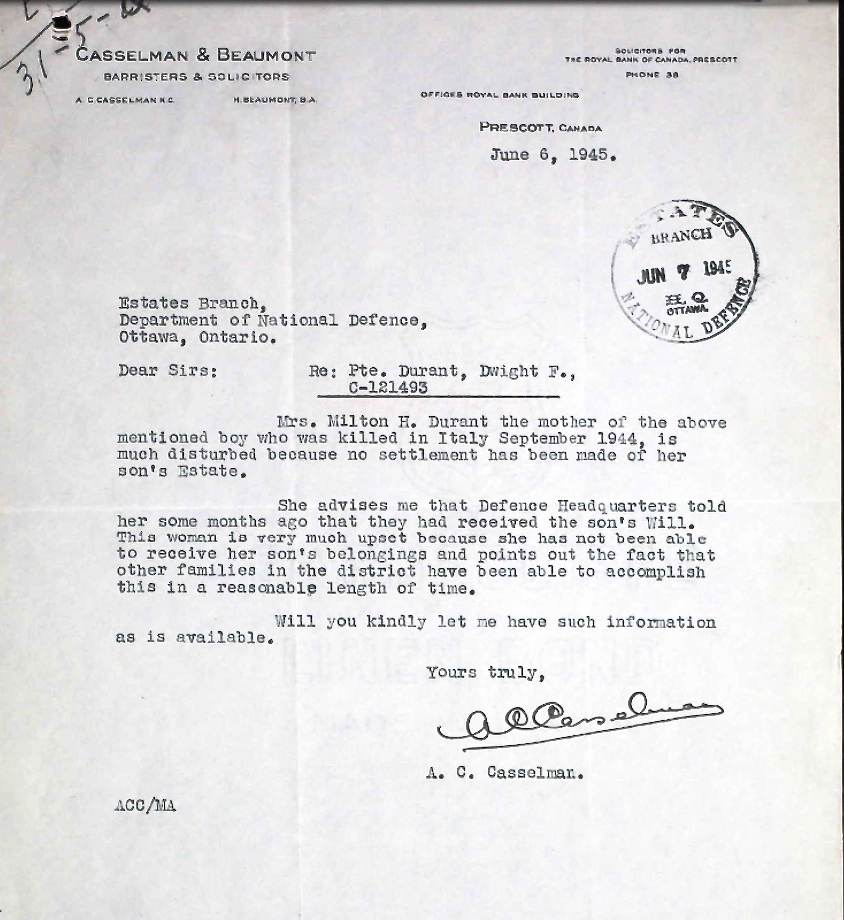 31-5-
CASSELMAN & BEAUMONT
BARRISTERS & SOLICITORS
A. C. CASSELMAN K.C. H. BEAUMONT, B.A.
SOLICITORS FOR
THE ROYAL BANK OF CANADA, PRESCOTT
PHONE 38
OFFICES ROYAL BANK BUILDING
PRESCOTT, CANADA
June 6, 1945.
ESTATES
BRANCH
JUN 7 1945
H. Q.
OTTAWA
NATIONAL DEFENCE
Estates Branch,
Department of National Defence,
Ottawa, Ontario.
Dear Sirs: Re: Pte. Durant, Dwight F.,
C-121493
Mrs. Milton H. Durant the mother of the above
mentioned boy who was killed in Italy September 1944, is
much disturbed because no settlement has been made of her
son's Estate.
She advises me that Defence Headquarters told
her some months ago that they had received the son's Will.
This woman is very much upset because she has not been able
to receive her son's belongings and points out the fact that
other families in the district have been able to accomplish
this in a reasonable length of time.
Will you kindly let me have such information
as is available.
Yours truly,
A C Casselman
A. C. Casselman.
ACC/MA